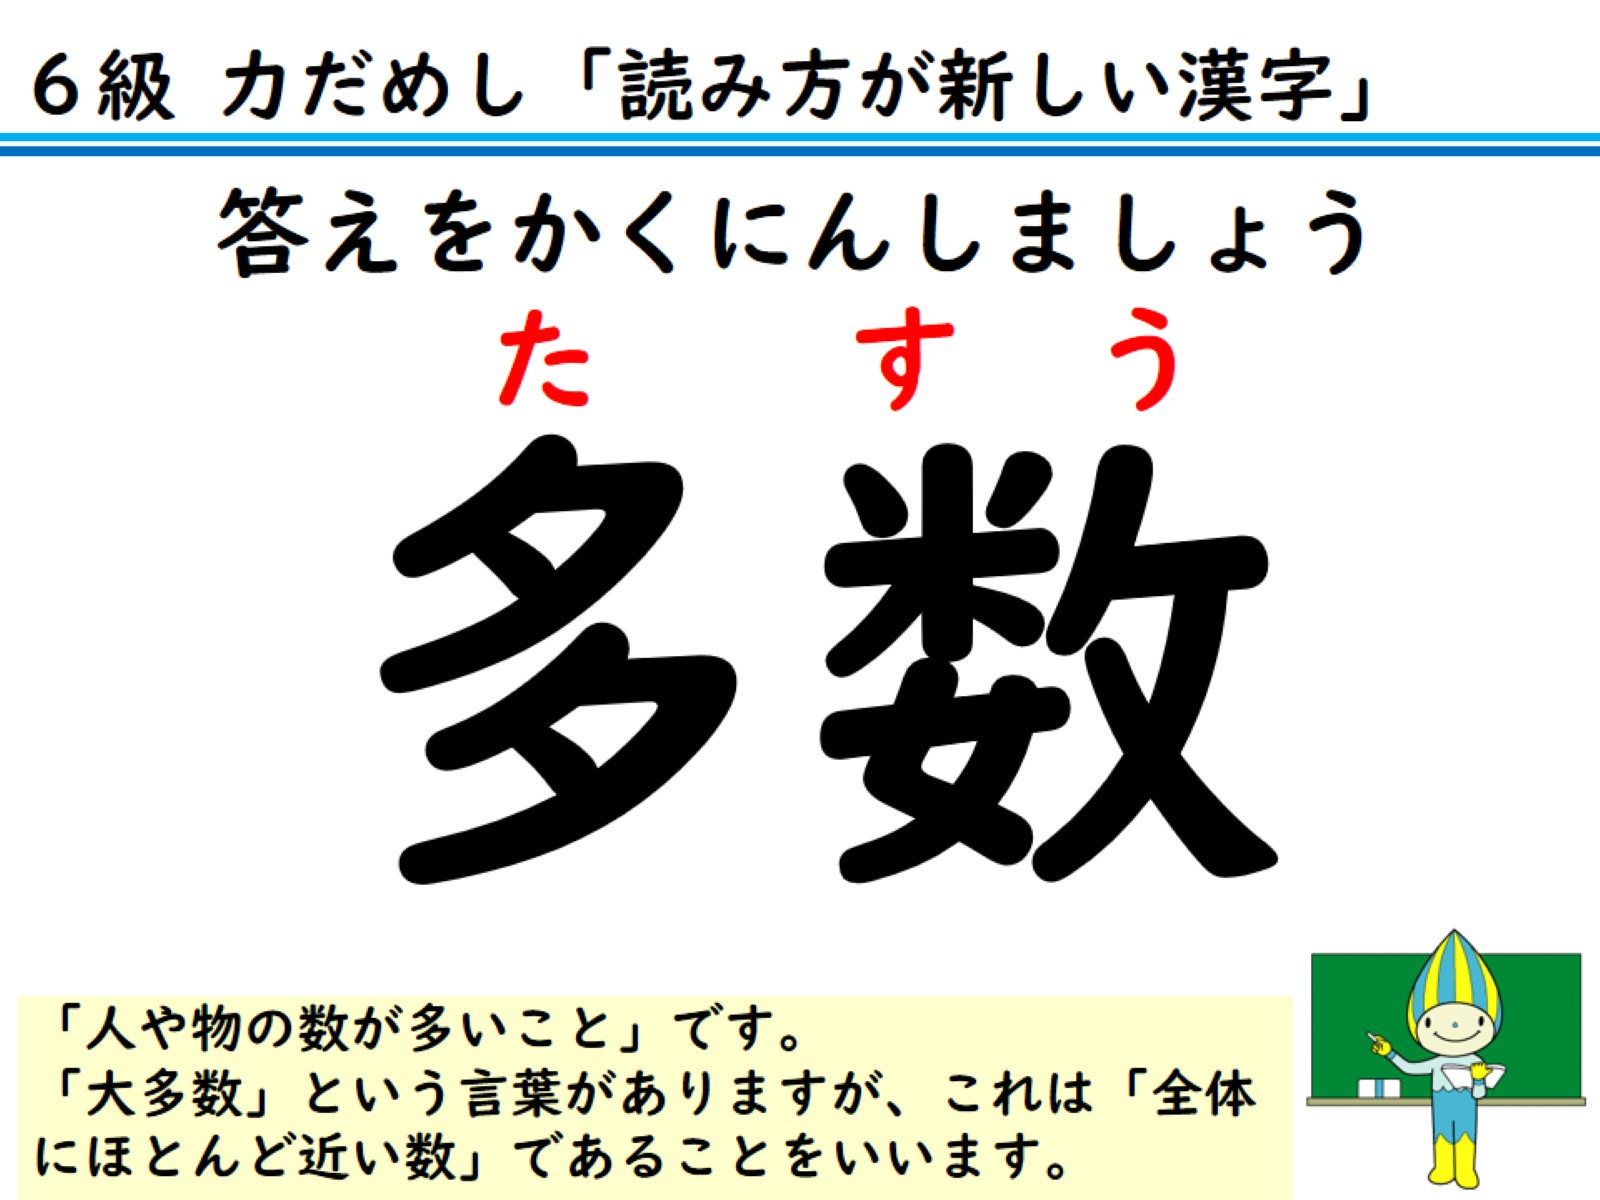 ６級 力だめし「読み方が新しい漢字」
答えをかくにんしましょう
た すう
多数
「人や物の数が多いこと」です。
「大多数」という言葉がありますが、これは「全体
にほとんど近い数」であることをいいます。